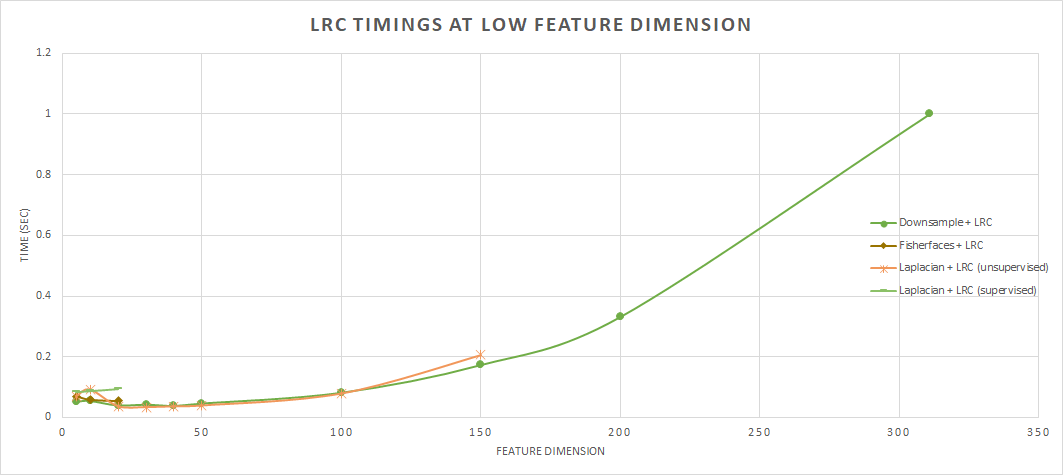 LRC TIMINGS AT LOW FEATURE DIMENSION
1.2
1
0.8
0.6
0.4
0.2
0
TIME (SEC)
0 50 100 150 200 250 300 350
FEATURE DIMENSION
Downsample + LRC
Fisherfaces + LRC
Laplacian + LRC (unsupervised)
Laplacian + LRC (supervised)